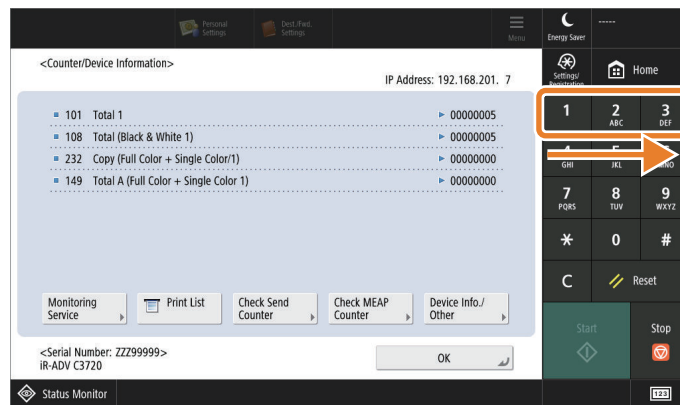 Personal
Settings
Dest./Fwd.
Settings
Menu
Energy Saver
-----
<Counter/Device Information>
IP Address: 192.168.201. 7
Settings/
Registration
Home
101 Total 1 00000005
108 Total (Black & White 1) 00000005
232 Copy (Full Color + Single Color/1) 00000000
149 Total A (Full Color + Single Color 1) 00000000
1 2 3
ABC DEF
GHI JKL MNO
7 8 9
PQRS TUV WXYZ
* 0 #
C Reset
Monitoring
Service
Print List
Check Send
Counter
Check MEAP
Counter
Device Info./
Other
Start Stop
<Serial Number: ZZZ99999>
iR-ADV C3720
OK
Status Monitor
123